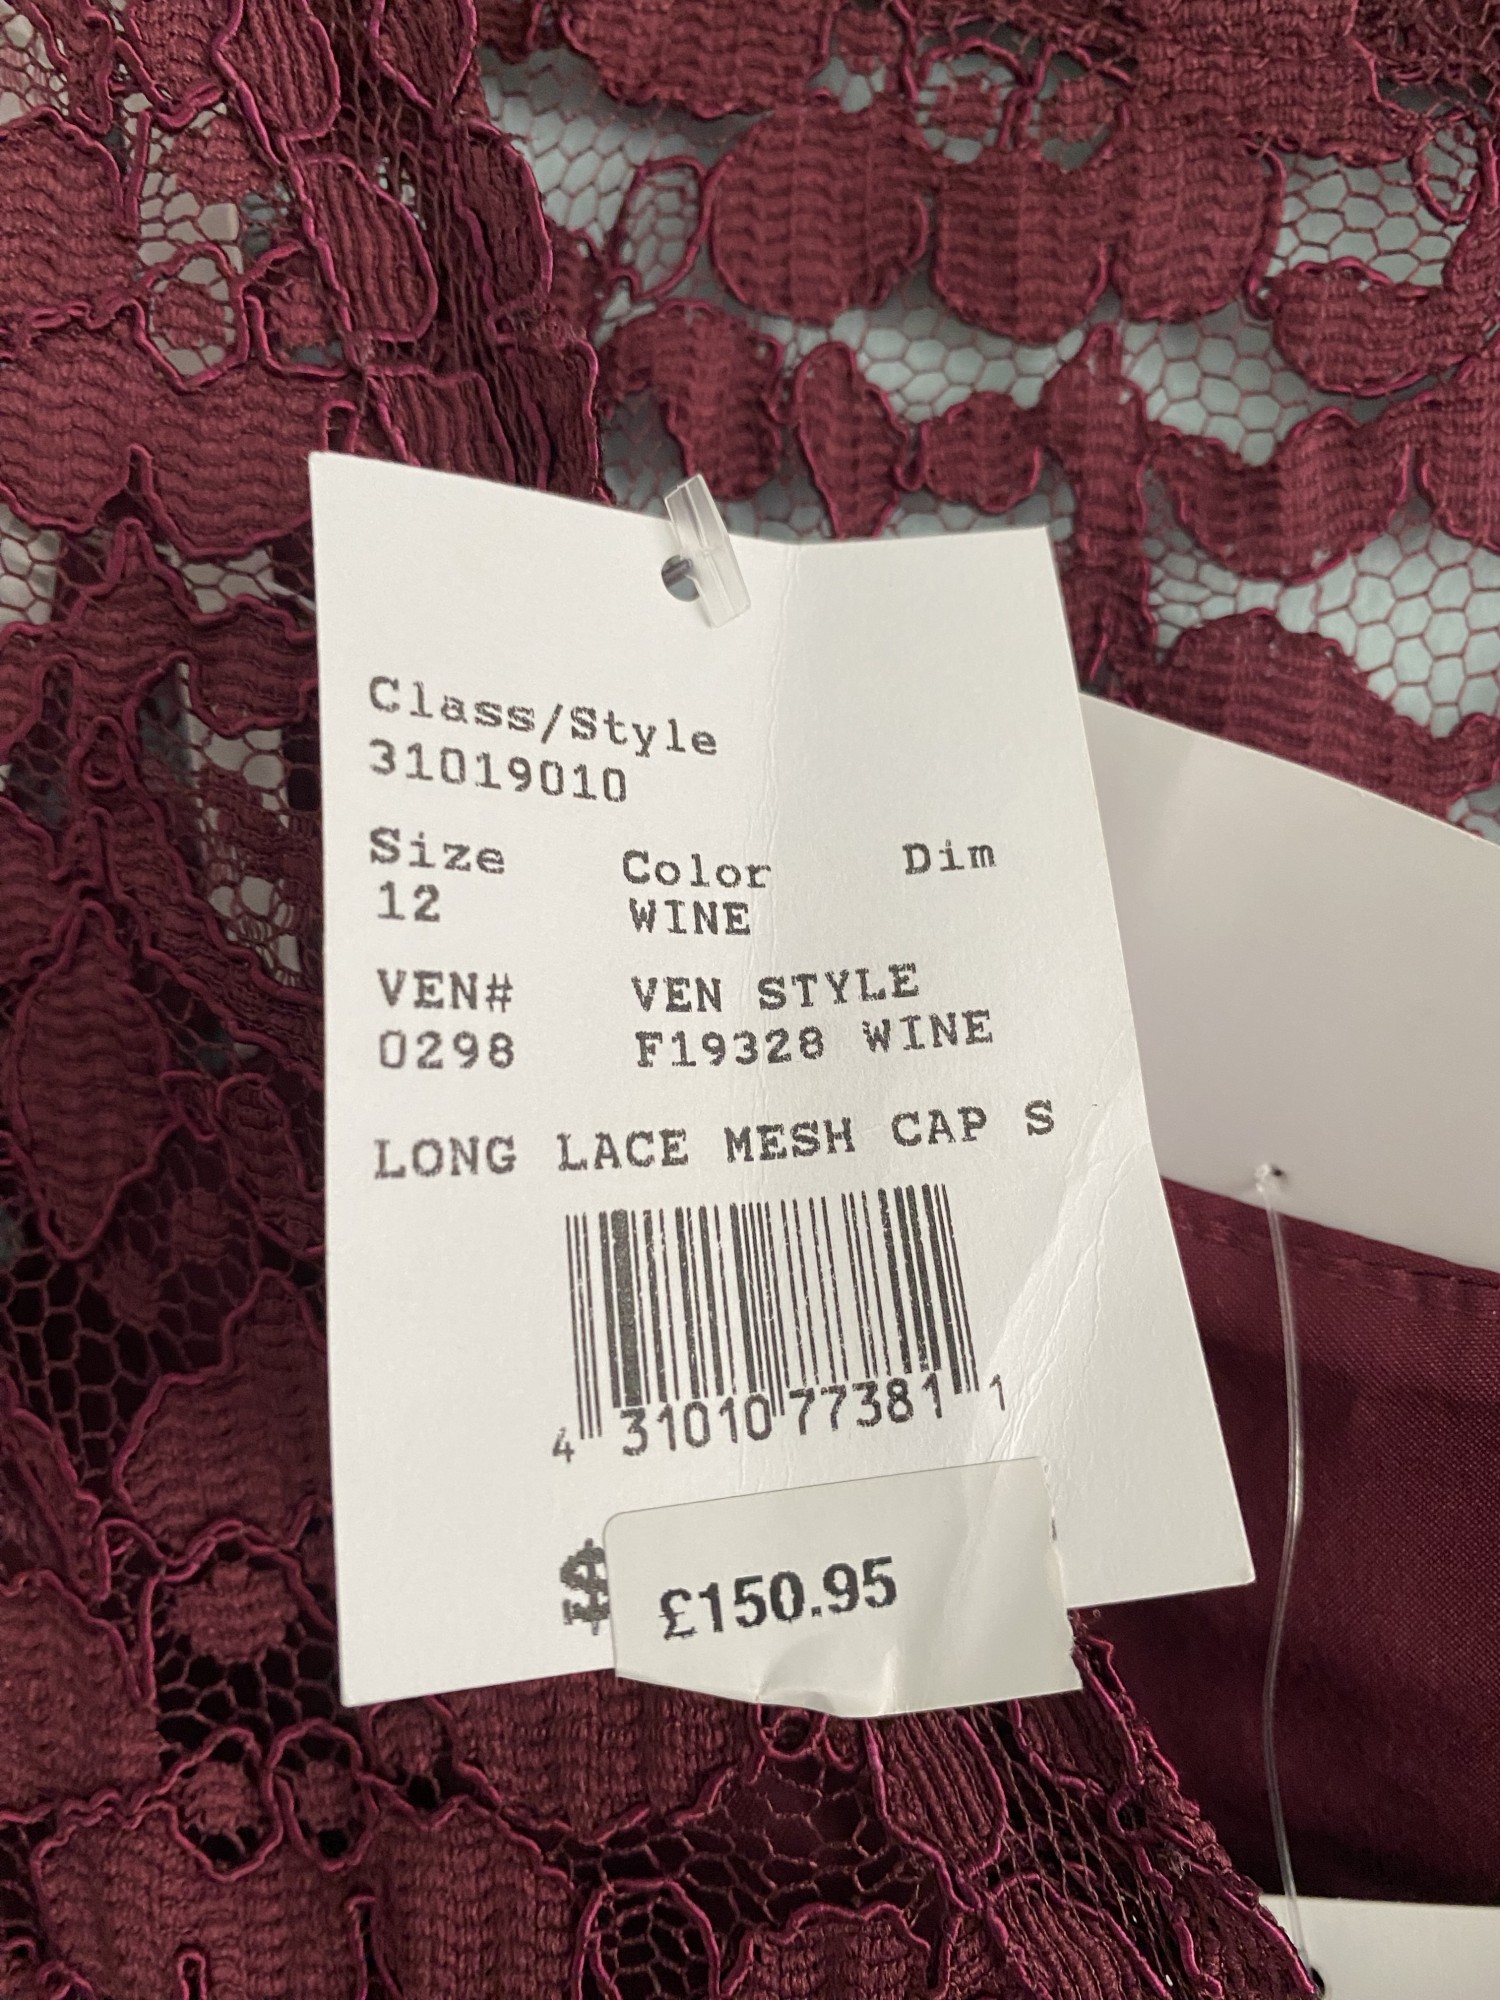 Class/Style
31019010
Size Color Dim
12 WINE
VEN# VEN STYLE
0298 F19328 WINE
LONG LACE MESH CAP S
4 31010 77381 1
$
£150.95